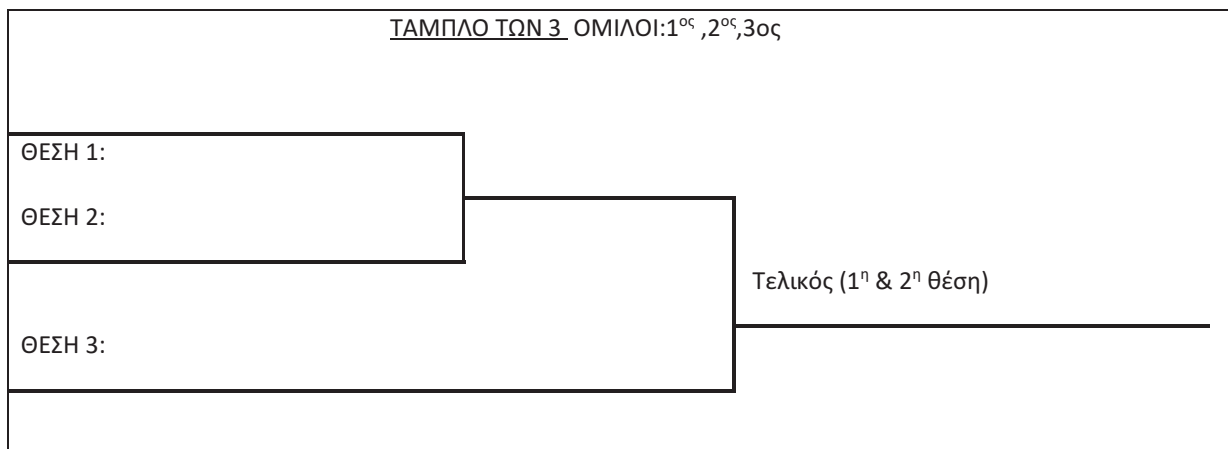 ΤΑΜΠΛΟ ΤΩΝ 3 ΟΜΙΛΟΙ:1ος ,2ος,3ος
ΘΕΣΗ 1:
ΘΕΣΗ 2:
Τελικός (1η & 2η θέση)
ΘΕΣΗ 3: